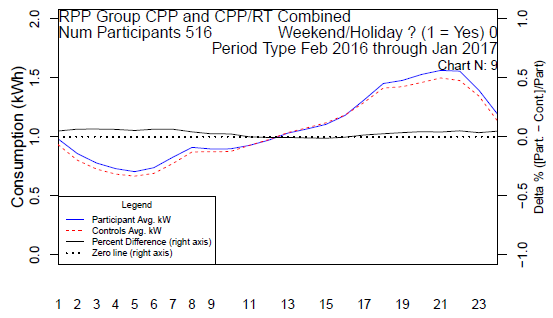 RPP Group CPP and CPP/RT Combined
Num Participants 516 Weekend/Holiday ? (1 = Yes) 0
Period Type Feb 2016 through Jan 2017
Chart N: 9
Consumption (kWh)
2.0
1.5
1.0
0.5
0.0
1.0
0.5
0.0
−0.5
−1.0
Delta % ([Part. − Cont.]/Part)
Legend
Participant Avg. kW
Controls Avg. kW
Percent Difference (right axis)
Zero line (right axis)
1 2 3 4 5 6 7 8 9 11 13 15 17 19 21 23